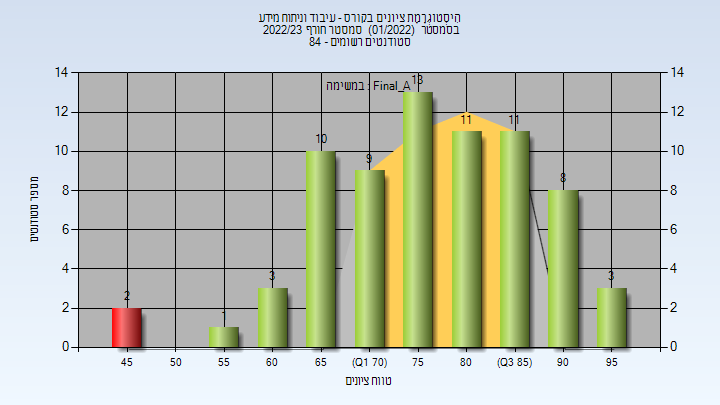 היסטוגרמת ציונים בקורס - עיבוד וניתוח מידע
בסמסטר (01/2022) סמסטר חורף 2022/23
סטודנטים רשומים - 84
במשימה : Final_A
מספר סטודנטים
14 14
12 12
10 10
8 8
6 6
4 4
2 2
0 0
2 1 3 10 9 13 11 11 8 3
45 50 55 60 65 (Q1 70) 75 80 (Q3 85) 90 95
טווח ציונים